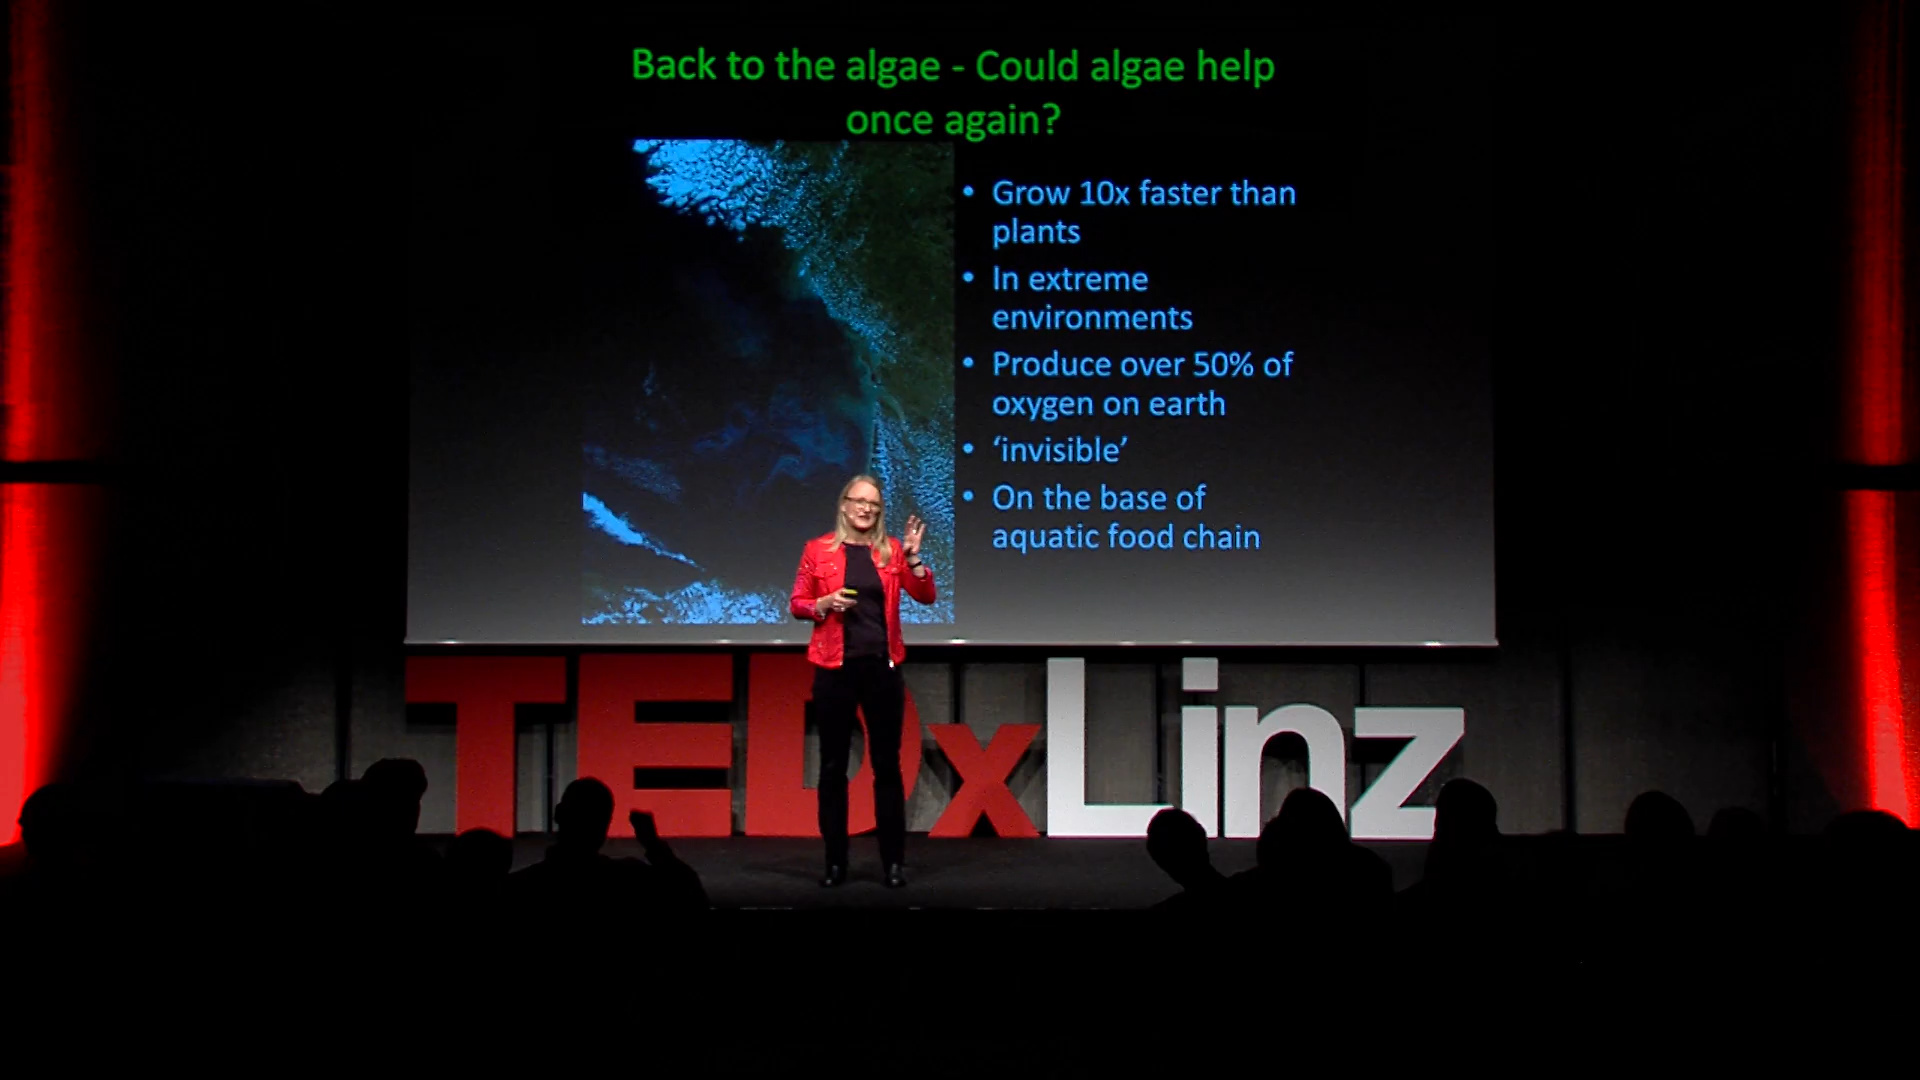 Back to the algae - Could algae help
once again?
• Grow 10x faster than
plants
• In extreme
environments
• Produce over 50% of
oxygen on earth
• ‘invisible’
• On the base of
aquatic food chain
TEDxLinz